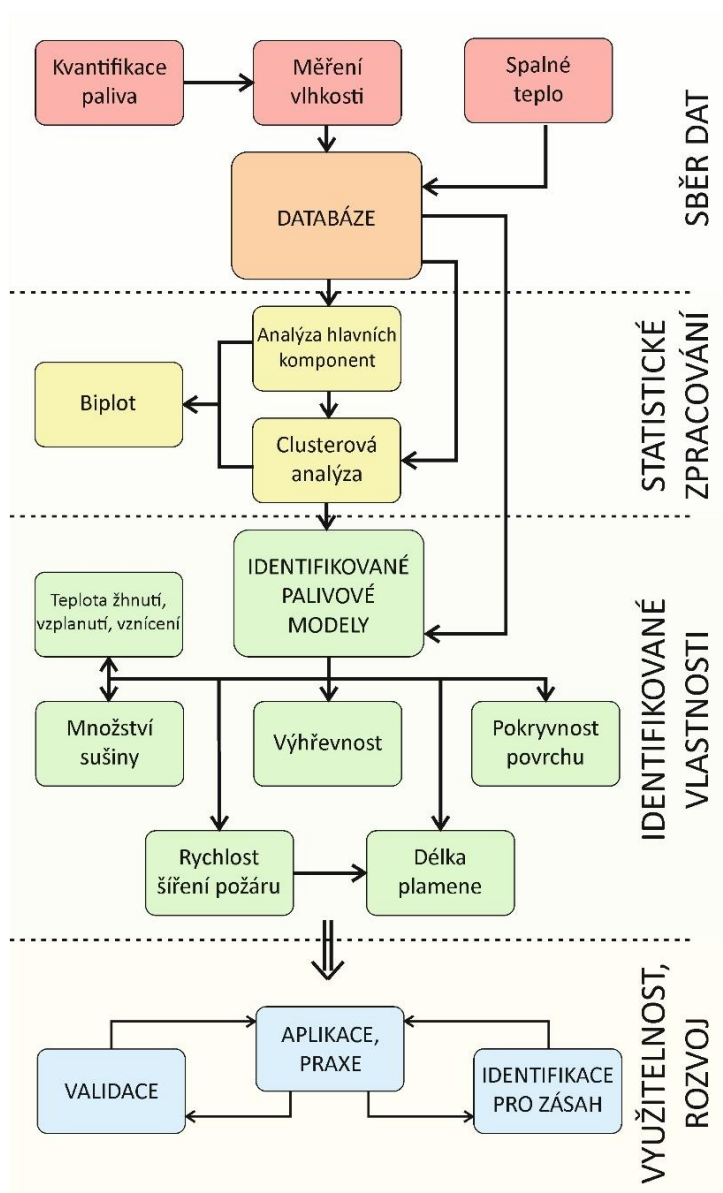 Kvantifikace
paliva
Měření
vlhkosti
Spalné
teplo
DATABÁZE
SBĚR DAT
Analýza hlavních
komponent
Biplot
Clusterová
analýza
STATISTICKÉ
ZPRACOVÁNÍ
IDENTIFIKOVANÉ
PALIVOVÉ
MODELY
Teplota žhnutí,
vzplanutí, vznícení
Množství
sušiny
Výhřevnost
Pokryvnost
povrchu
Rychlost
šíření požáru
Délka
plamene
IDENTIFIKOVANÉ
VLASTNOSTI
APLIKACE,
PRAXE
VALIDACE
IDENTIFIKACE
PRO ZÁSAH
VYUŽITELNOST,
ROZVOJ